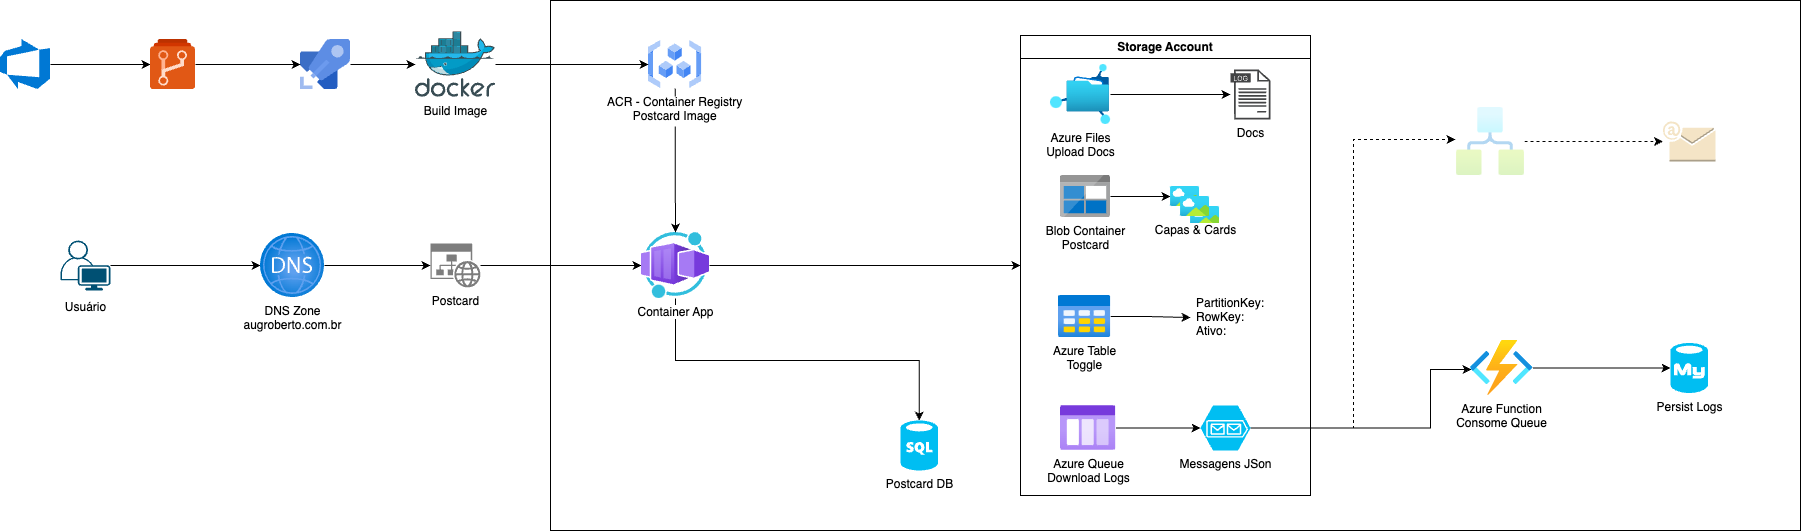 docker
Build Image
ACR - Container Registry
Postcard Image
Storage Account
LOG
Azure Files
Upload Docs
Docs
@
Blob Container
Postcard
Capas & Cards
Usuário
DNS
DNS Zone
augroberto.com.br
Postcard
Container App
Azure Table
Toggle
PartitionKey:
RowKey:
Ativo:
SQL
Postcard DB
Azure Queue
Download Logs
Messagens JSon
Azure Function
Consome Queue
My
Persist Logs